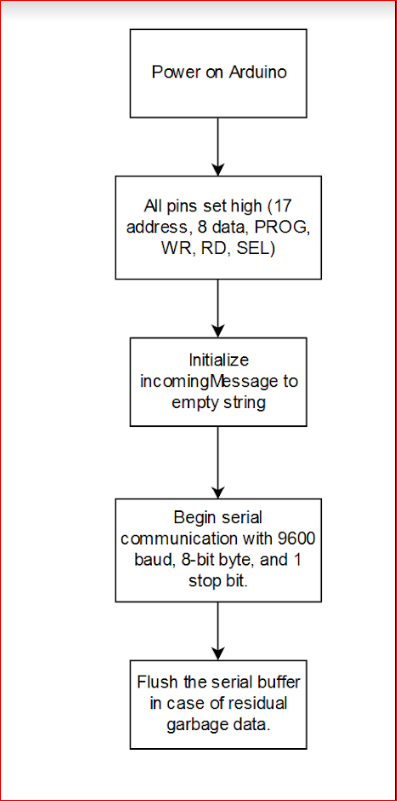 Power on Arduino
All pins set high (17
address, 8 data, PROG,
WR, RD, SEL)
Initialize
incomingMessage to
empty string
Begin serial
communication with 9600
baud, 8-bit byte, and 1
stop bit.
Flush the serial buffer
in case of residual
garbage data.